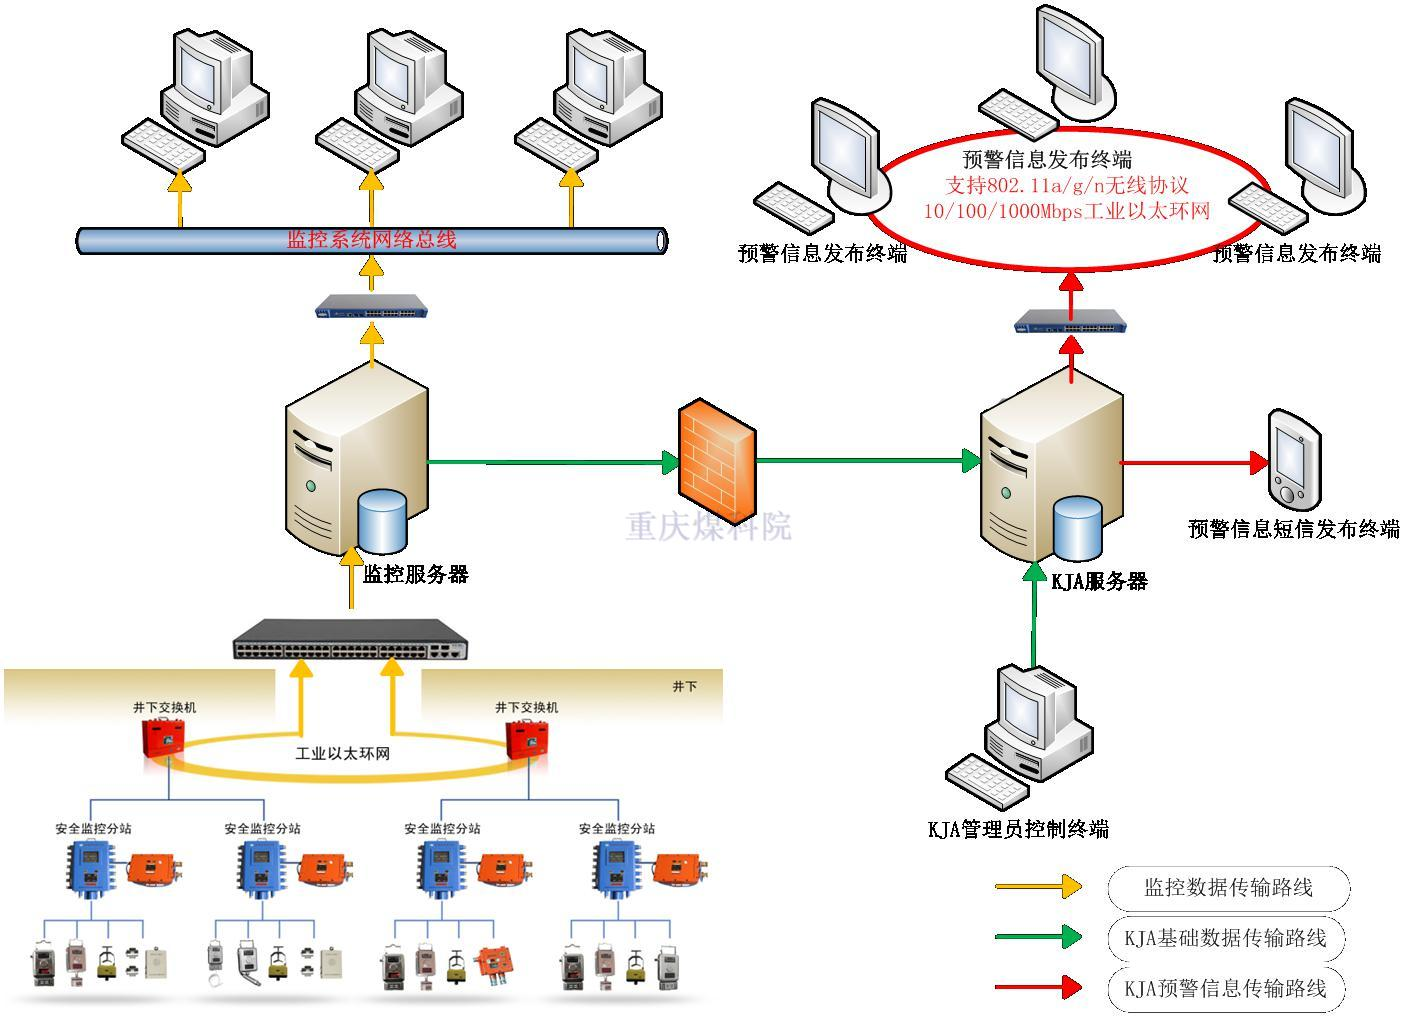 预警信息发布终端
支持802.11a/g/n无线协议
10/100/1000Mbps工业以太环网
监控系统网络总线
预警信息发布终端
预警信息发布终端
重庆煤科院
预警信息短信发布终端
监控服务器
KJA服务器
井下
井下交换机
井下交换机
工业以太环网
安全监控分站
安全监控分站
安全监控分站
安全监控分站
KJA管理员控制终端
监控数据传输路线
KJA基础数据传输路线
KJA预警信息传输路线